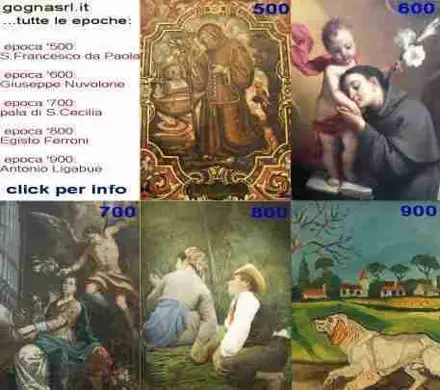 gognasrl.it
...tutte le epoche:
epoca '500:
S.Francesco da Paola
epoca '600:
Giuseppe Nuvolone
epoca '700:
pala di S.Cecilia
epoca '800
Egisto Ferroni
epoca '900:
Antonio Ligabue
click per info
500
600
700
800
900